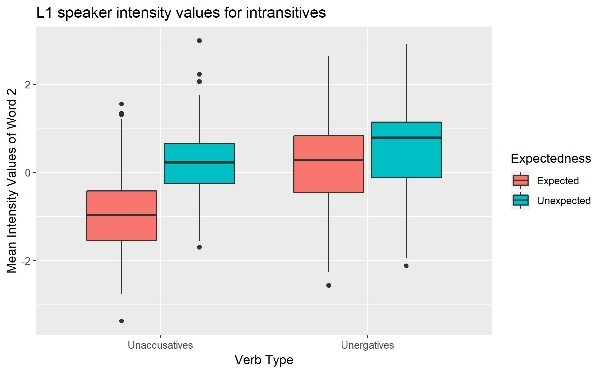 L1 speaker intensity values for intransitives
Mean Intensity Values of Word 2
2
0
-2
Unaccusatives Unergatives
Verb Type
Expectedness
Expected
Unexpected